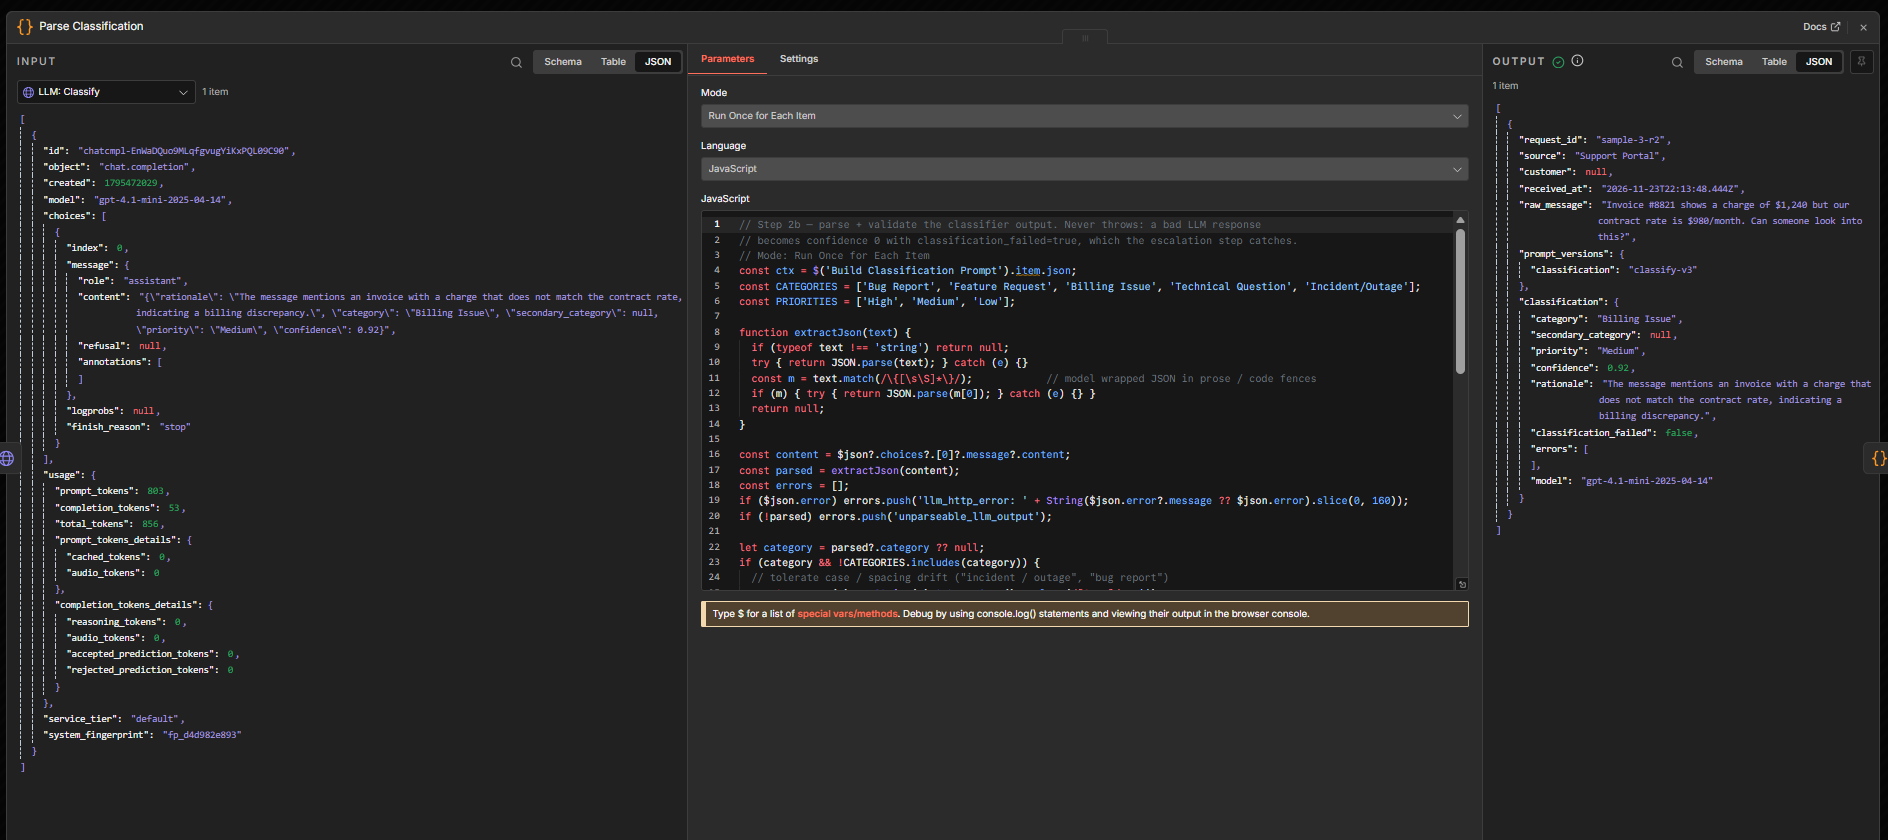 {} Parse Classification
Docs
INPUT
Schema Table JSON
LLM: Classify
1 item
[
{
"id": "chatcmpl-EnWaDQuo9MLqfgvugYiKxPQL09C90",
"object": "chat.completion",
"created": 1795472029,
"model": "gpt-4.1-mini-2025-04-14",
"choices": [
{
"index": 0,
"message": {
"role": "assistant",
"content": "{\"rationale\": \"The message mentions an invoice with a charge that does not match the contract rate,
indicating a billing discrepancy.\", \"category\": \"Billing Issue\", \"secondary_category\": null,
\"priority\": \"Medium\", \"confidence\": 0.92}",
"refusal": null,
"annotations": [
]
},
"logprobs": null,
"finish_reason": "stop"
}
],
"usage": {
"prompt_tokens": 803,
"completion_tokens": 53,
"total_tokens": 856,
"prompt_tokens_details": {
"cached_tokens": 0,
"audio_tokens": 0
},
"completion_tokens_details": {
"reasoning_tokens": 0,
"audio_tokens": 0,
"accepted_prediction_tokens": 0,
"rejected_prediction_tokens": 0
}
},
"service_tier": "default",
"system_fingerprint": "fp_d4d982e893"
}
]
Parameters Settings
Mode
Run Once for Each Item
Language
JavaScript
JavaScript
1 // Step 2b — parse + validate the classifier output. Never throws: a bad LLM response
2 // becomes confidence 0 with classification_failed=true, which the escalation step catches.
3 // Mode: Run Once for Each Item
4 const ctx = $('Build Classification Prompt').item.json;
5 const CATEGORIES = ['Bug Report', 'Feature Request', 'Billing Issue', 'Technical Question', 'Incident/Outage'];
6 const PRIORITIES = ['High', 'Medium', 'Low'];
7
8 function extractJson(text) {
9 if (typeof text !== 'string') return null;
10 try { return JSON.parse(text); } catch (e) {}
11 const m = text.match(/\{[\s\S]*\}/); // model wrapped JSON in prose / code fences
12 if (m) { try { return JSON.parse(m[0]); } catch (e) {} }
13 return null;
14 }
15
16 const content = $json?.choices?.[0]?.message?.content;
17 const parsed = extractJson(content);
18 const errors = [];
19 if ($json.error) errors.push('llm_http_error: ' + String($json.error?.message ?? $json.error).slice(0, 160));
20 if (!parsed) errors.push('unparseable_llm_output');
21
22 let category = parsed?.category ?? null;
23 if (category && !CATEGORIES.includes(category)) {
24 // tolerate case / spacing drift ("incident / outage", "bug report")
Type $ for a list of special vars/methods. Debug by using console.log() statements and viewing their output in the browser console.
OUTPUT
Schema Table JSON
1 item
[
{
"request_id": "sample-3-r2",
"source": "Support Portal",
"customer": null,
"received_at": "2026-11-23T22:13:48.444Z",
"raw_message": "Invoice #8821 shows a charge of $1,240 but our
contract rate is $980/month. Can someone look into
this?",
"prompt_versions": {
"classification": "classify-v3"
},
"classification": {
"category": "Billing Issue",
"secondary_category": null,
"priority": "Medium",
"confidence": 0.92,
"rationale": "The message mentions an invoice with a charge that
does not match the contract rate, indicating a
billing discrepancy.",
"classification_failed": false,
"errors": [
],
"model": "gpt-4.1-mini-2025-04-14"
}
}
]
{}